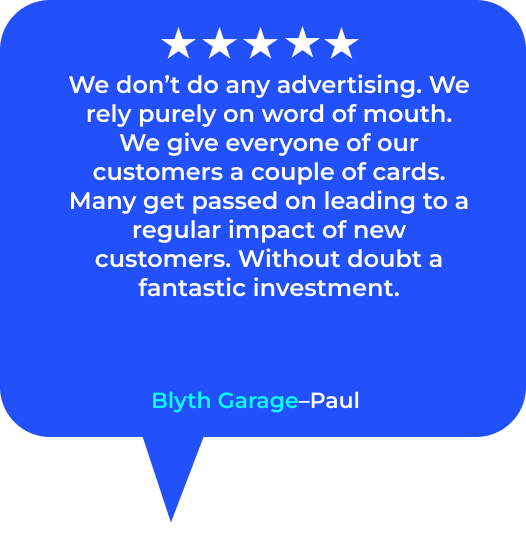 We don’t do any advertising. We
rely purely on word of mouth.
We give everyone of our
customers a couple of cards.
Many get passed on leading to a
regular impact of new
customers. Without doubt a
fantastic investment.
Blyth Garage–Paul